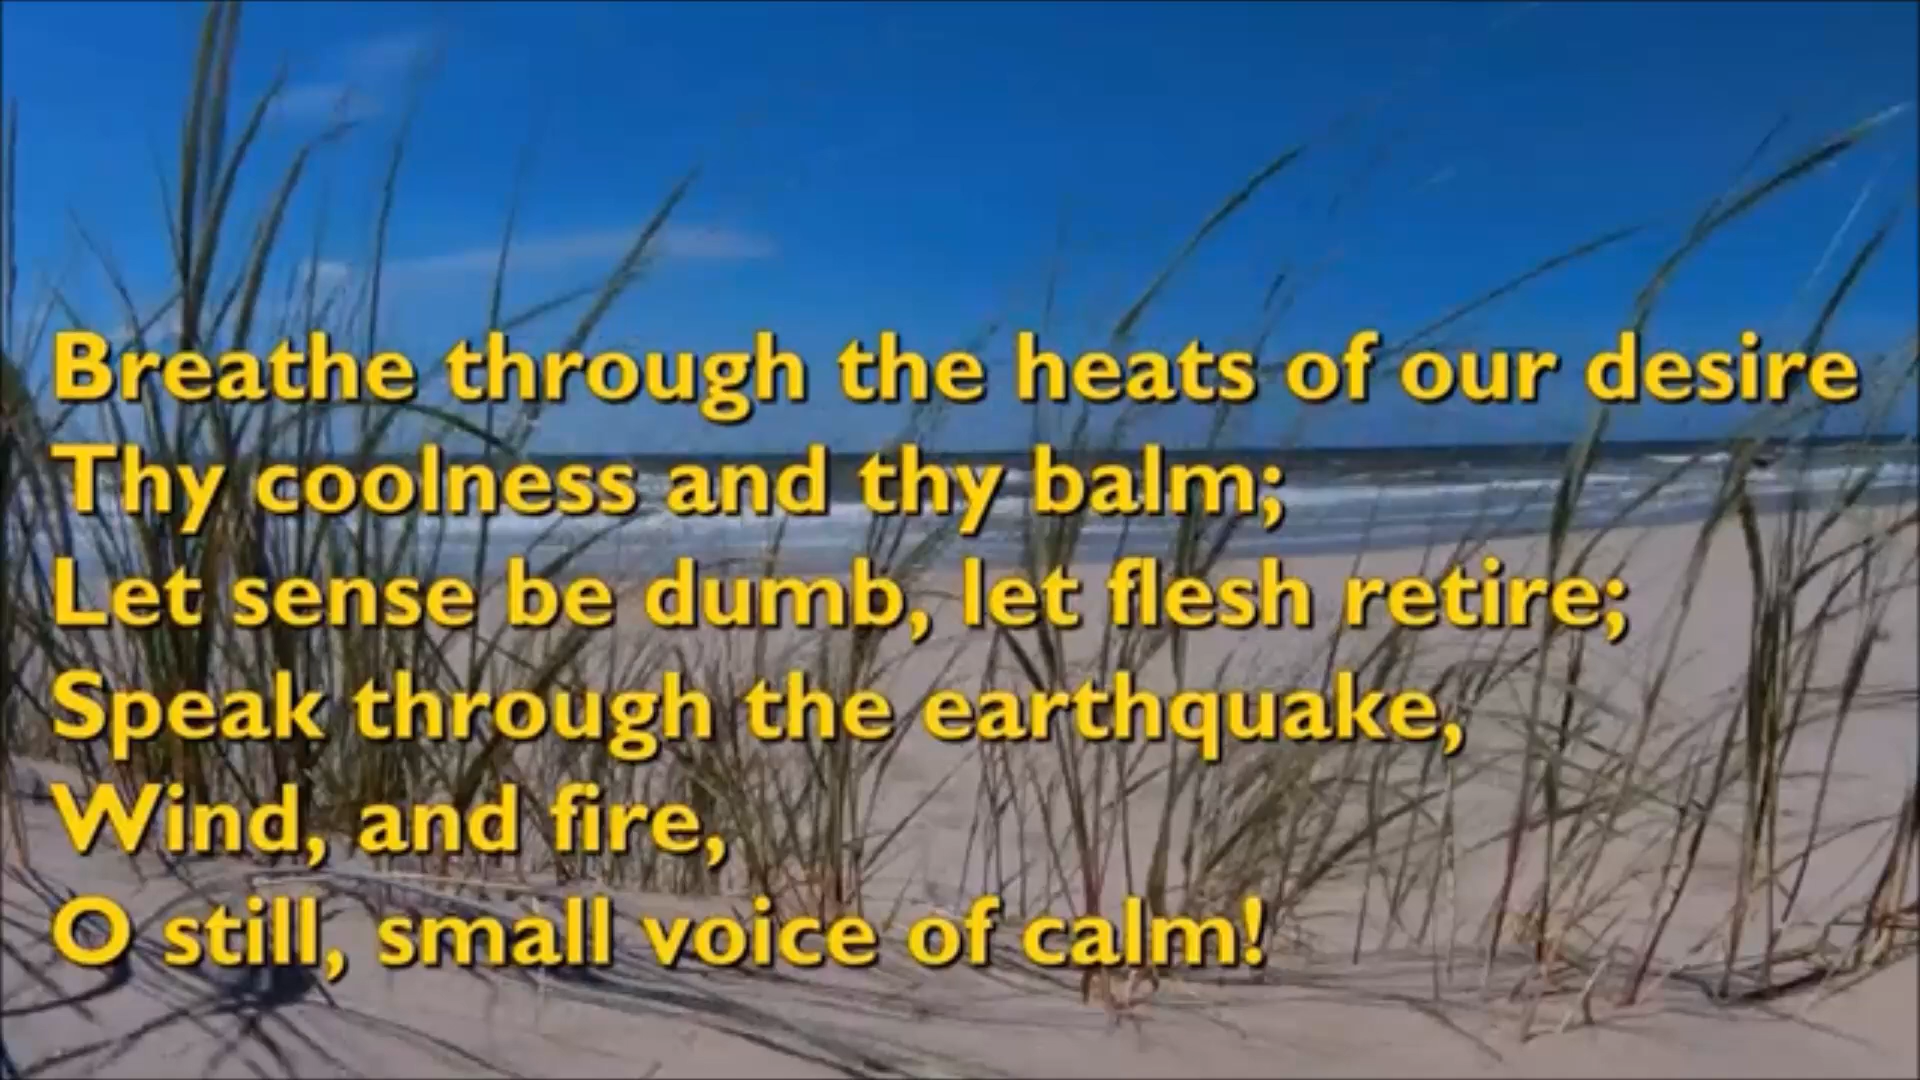 Breathe through the heats of our desire
Thy coolness and thy balm;
Let sense be dumb, let flesh retire;
Speak through the earthquake,
Wind, and fire,
O still, small voice of calm!